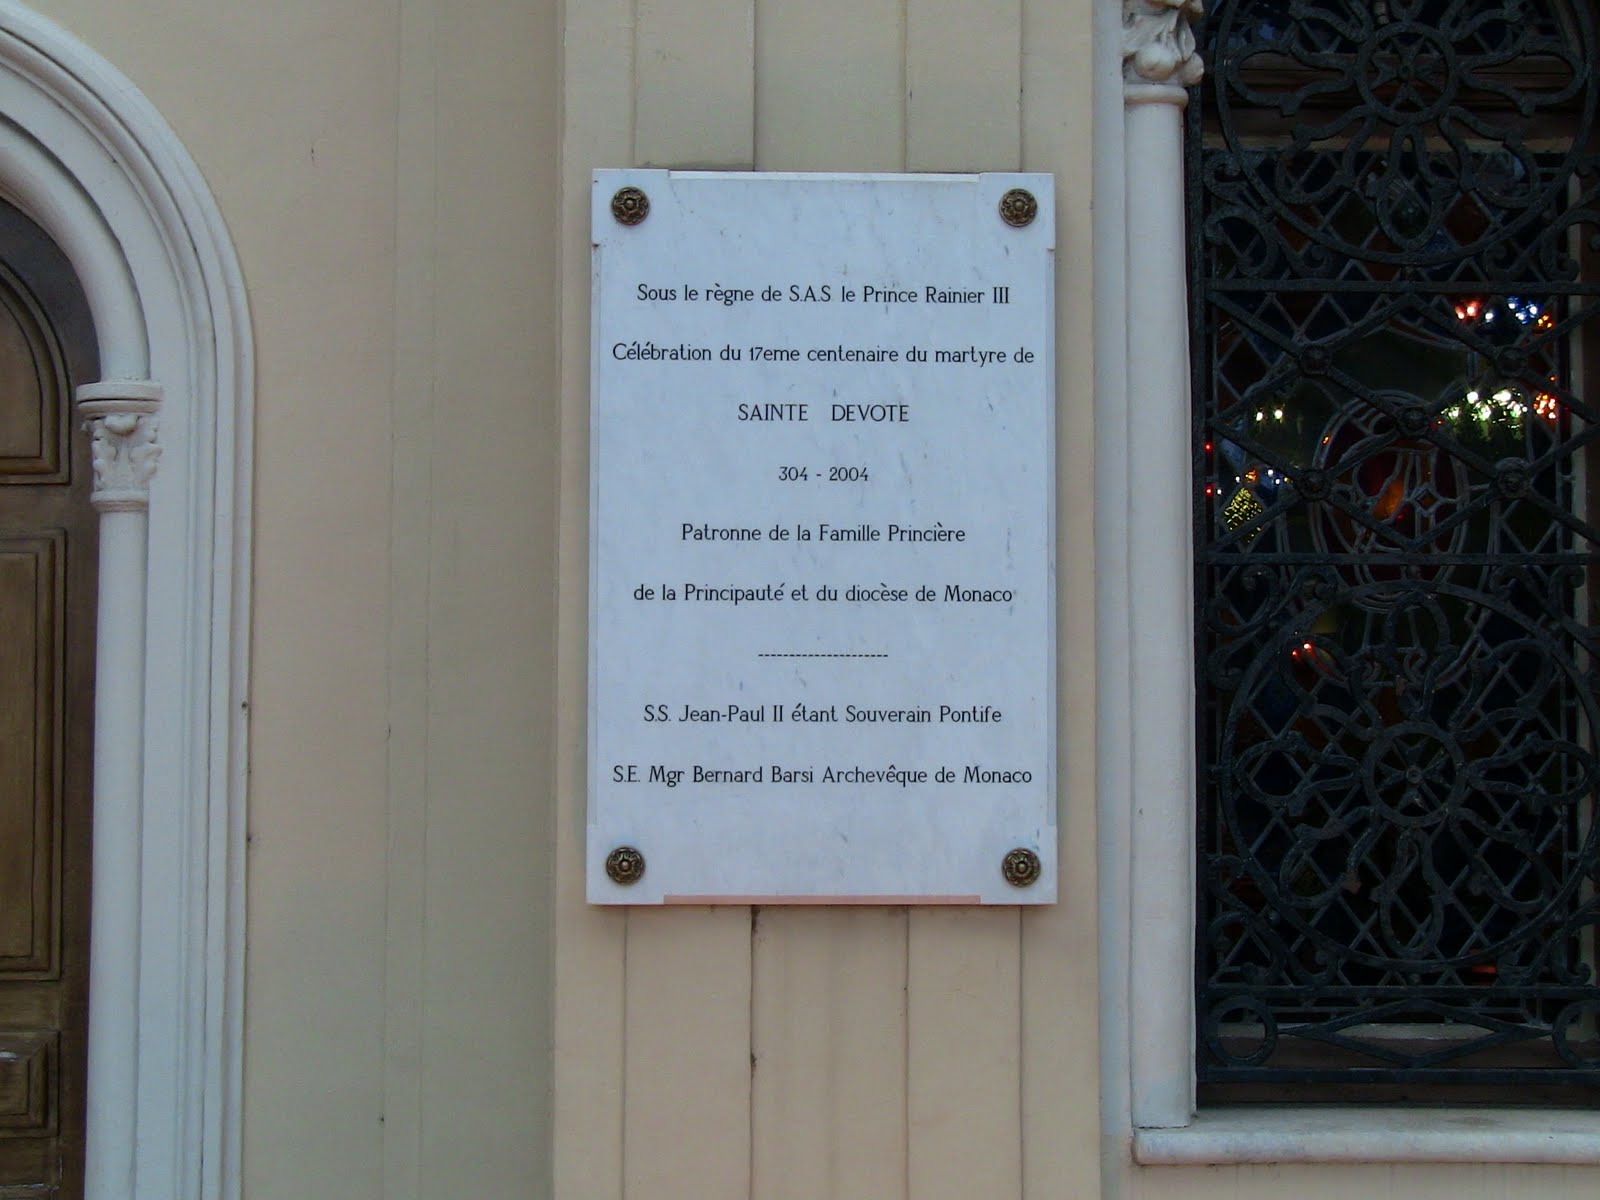 Sous le règne de S.A.S le Prince Rainier III
Célébration du 17eme centenaire du martyre de
SAINTE DEVOTE
304 - 2004
Patronne de la Famille Princière
de la Principauté et du diocèse de Monaco
---------------------
S.S. Jean-Paul II étant Souverain Pontife
S.E. Mgr Bernard Barsi Archevêque de Monaco